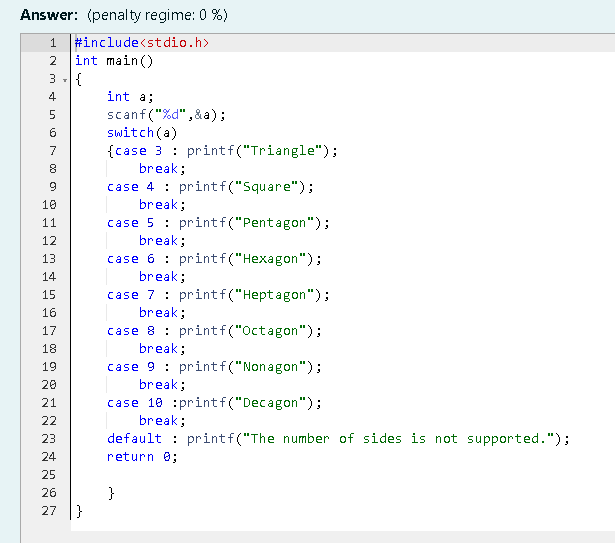 Answer: (penalty regime: 0 %)
1 #include<stdio.h>
2 int main()
3 {
4     int a;
5     scanf("%d",&a);
6     switch(a)
7     {case 3 : printf("Triangle");
8         break;
9     case 4 : printf("Square");
10         break;
11     case 5 : printf("Pentagon");
12         break;
13     case 6 : printf("Hexagon");
14         break;
15     case 7 : printf("Heptagon");
16         break;
17     case 8 : printf("Octagon");
18         break;
19     case 9 : printf("Nonagon");
20         break;
21     case 10 :printf("Decagon");
22         break;
23     default : printf("The number of sides is not supported.");
24     return 0;
25
26     }
27 }